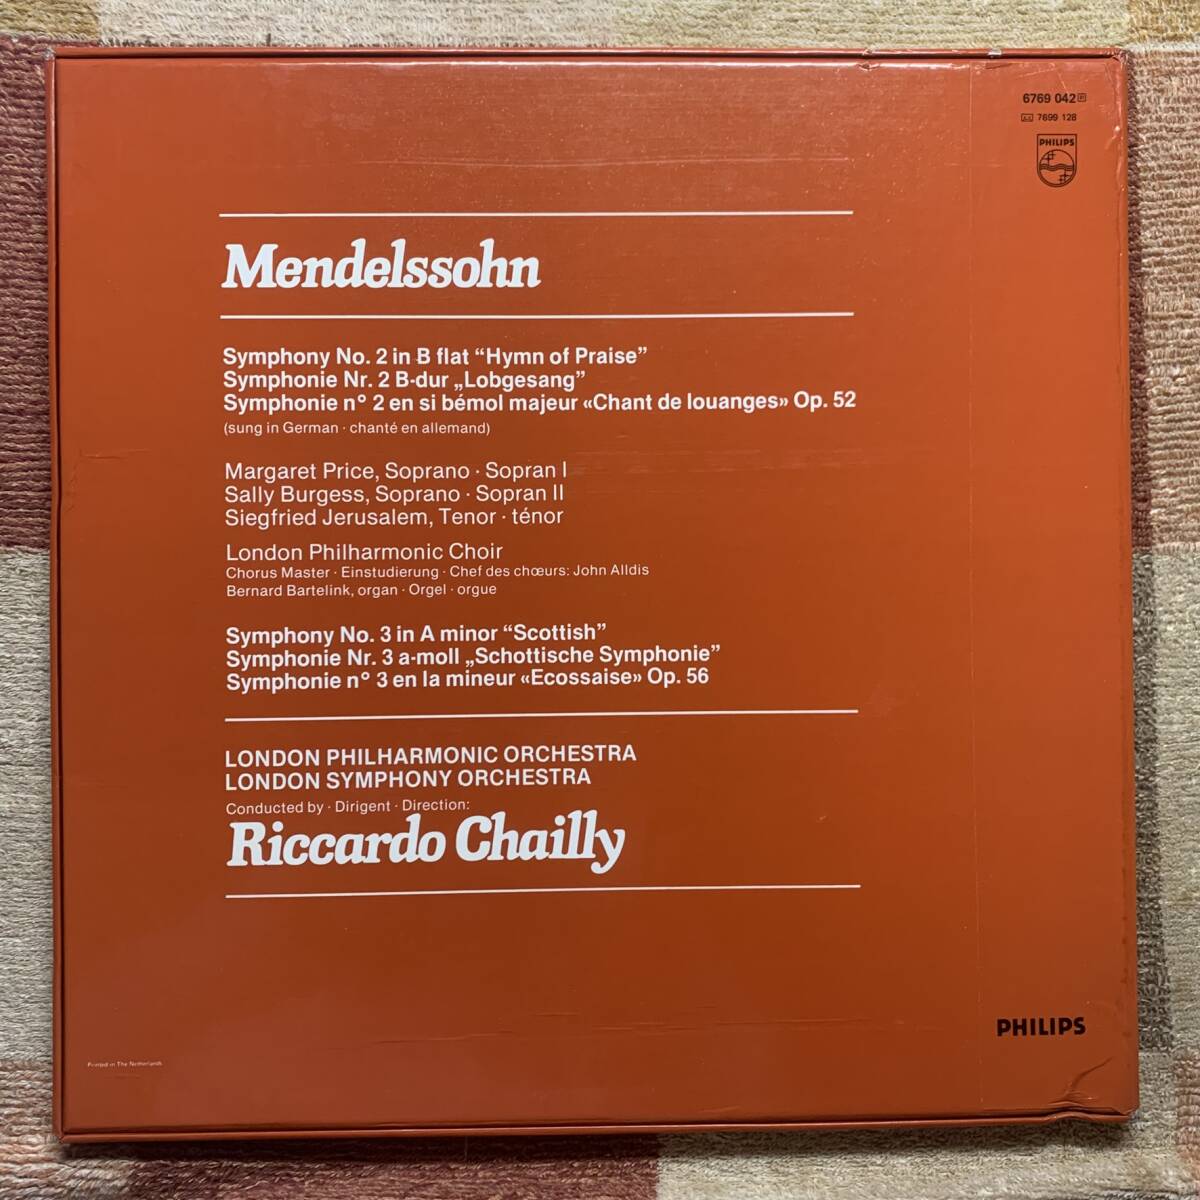 6769 042
7699 128
PHILIPS
Mendelssohn
Symphony No. 2 in B flat “Hymn of Praise”
Symphonie Nr. 2 B-dur „Lobgesang”
Symphonie n° 2 en si bémol majeur «Chant de louanges» Op. 52
(sung in German · chanté en allemand)
Margaret Price, Soprano · Sopran I
Sally Burgess, Soprano · Sopran II
Siegfried Jerusalem, Tenor · ténor
London Philharmonic Choir
Chorus Master · Einstudierung · Chef des chœurs: John Alldis
Bernard Bartelink, organ · Orgel · orgue
Symphony No. 3 in A minor “Scottish”
Symphonie Nr. 3 a-moll „Schottische Symphonie”
Symphonie n° 3 en la mineur «Ecossaise» Op. 56
LONDON PHILHARMONIC ORCHESTRA
LONDON SYMPHONY ORCHESTRA
Conducted by · Dirigent · Direction:
Riccardo Chailly
PHILIPS
Printed in The Netherlands